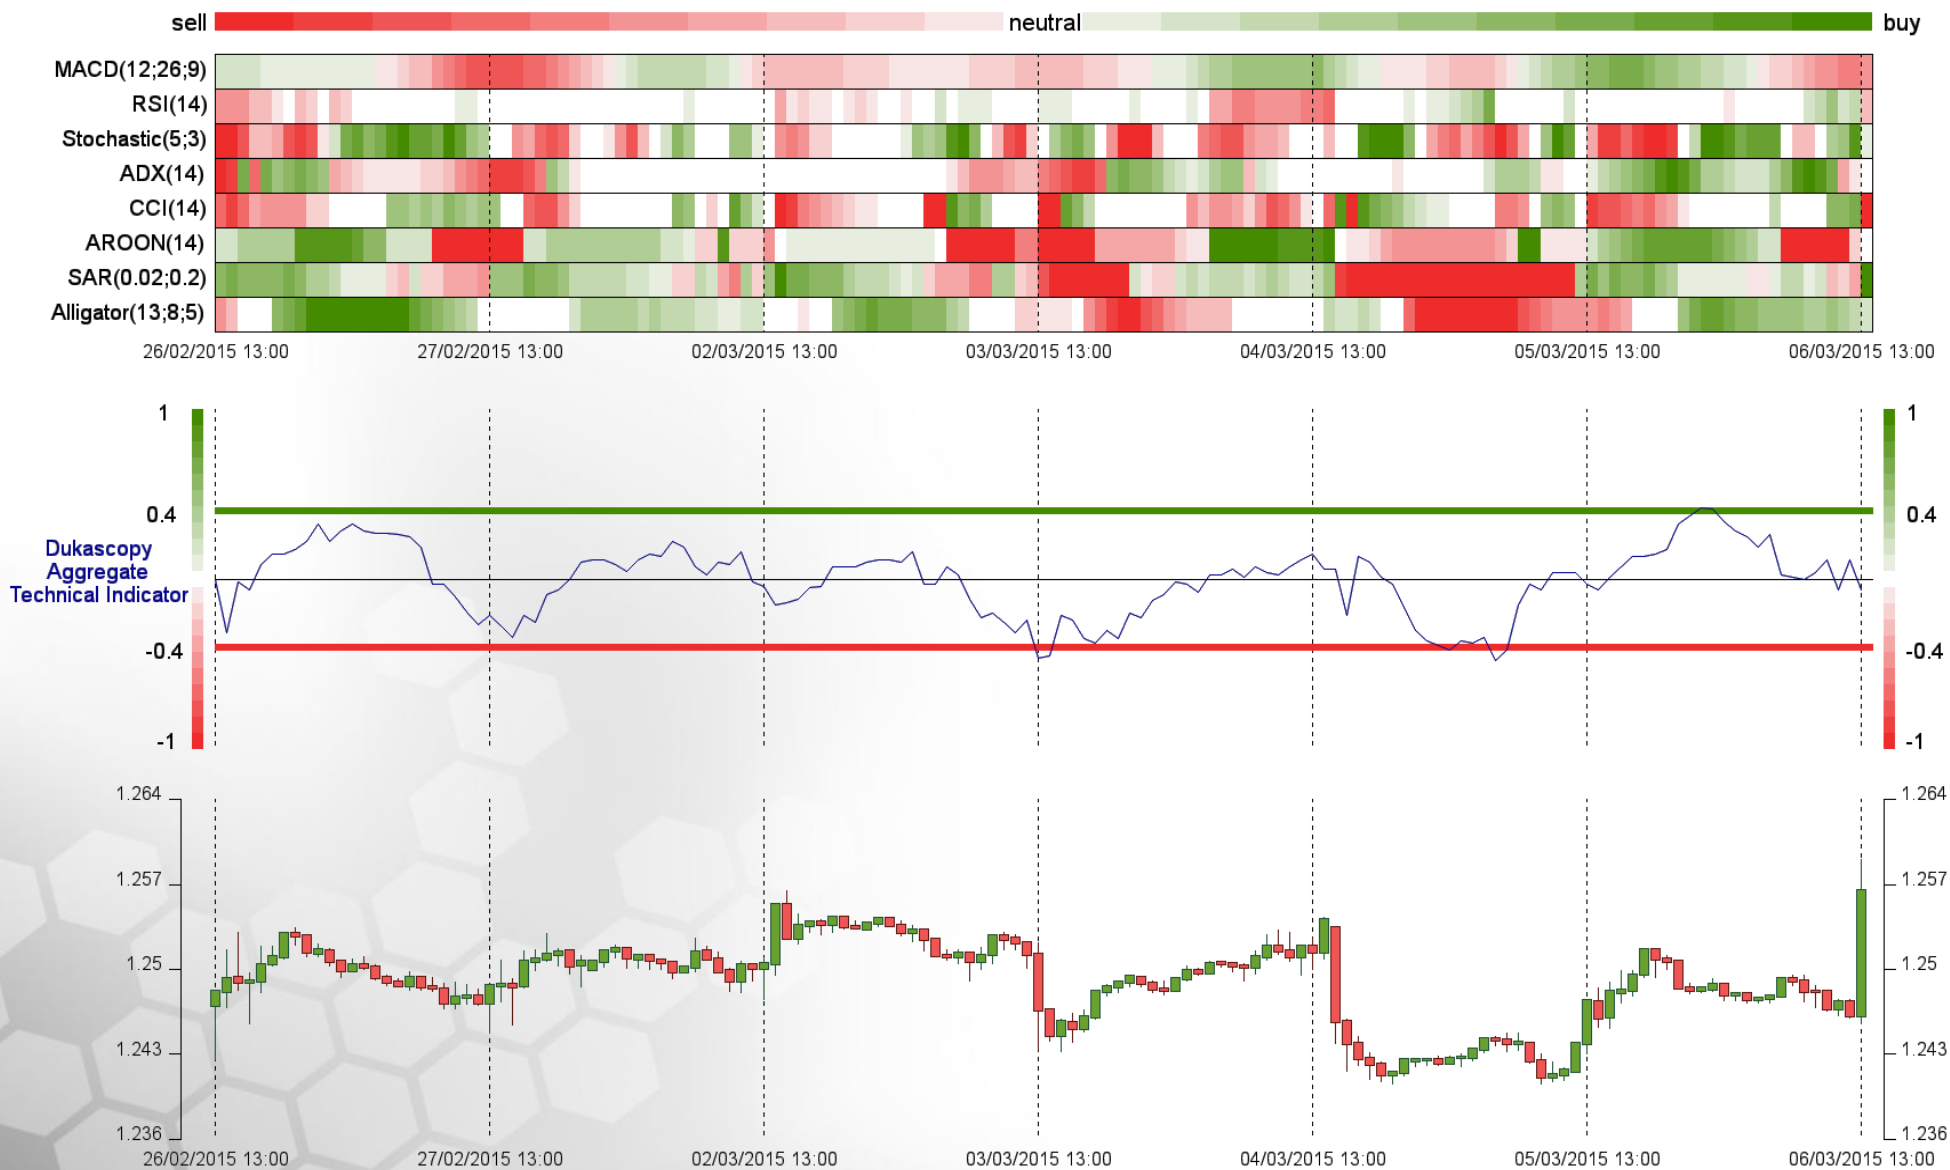 sell neutral buy
MACD(12;26;9)
RSI(14)
Stochastic(5;3)
ADX(14)
CCI(14)
AROON(14)
SAR(0.02;0.2)
Alligator(13;8;5)
26/02/2015 13:00 27/02/2015 13:00 02/03/2015 13:00 03/03/2015 13:00 04/03/2015 13:00 05/03/2015 13:00 06/03/2015 13:00
1 1
0.4 0.4
Dukascopy
Aggregate
Technical Indicator
-0.4 -0.4
-1 -1
1.264 1.264
1.257 1.257
1.25 1.25
1.243 1.243
1.236 1.236
26/02/2015 13:00 27/02/2015 13:00 02/03/2015 13:00 03/03/2015 13:00 04/03/2015 13:00 05/03/2015 13:00 06/03/2015 13:00